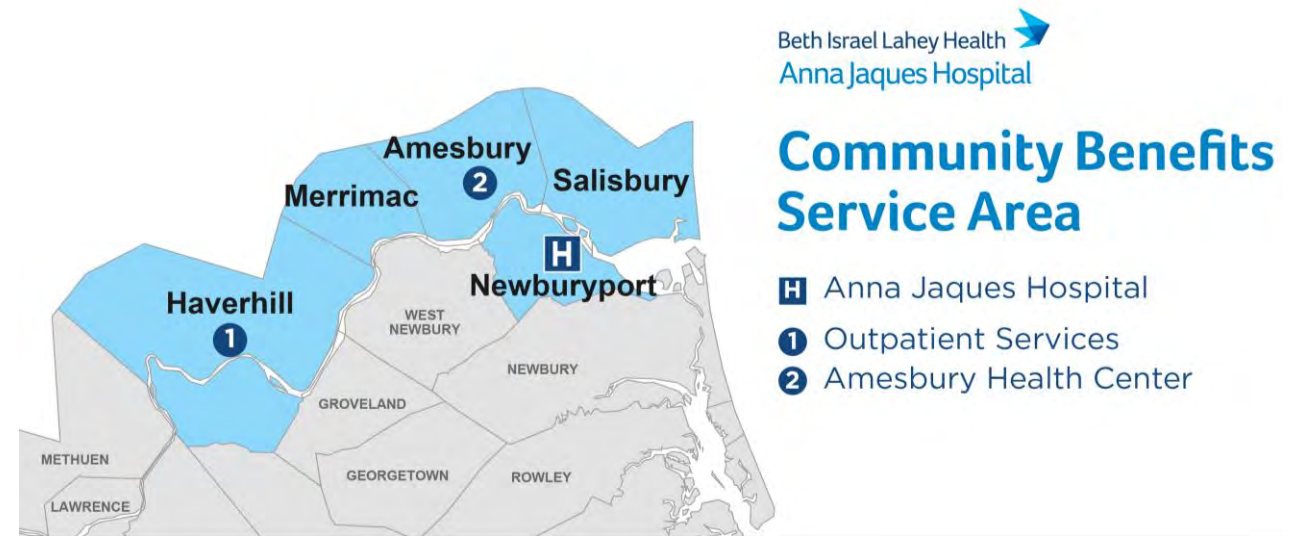 Beth Israel Lahey Health
Anna Jaques Hospital
Community Benefits
Service Area
H Anna Jaques Hospital
1 Outpatient Services
2 Amesbury Health Center
Amesbury
2
Salisbury
Merrimac
H
Newburyport
Haverhill
1
WEST
NEWBURY
NEWBURY
GROVELAND
METHUEN
GEORGETOWN
ROWLEY
LAWRENCE